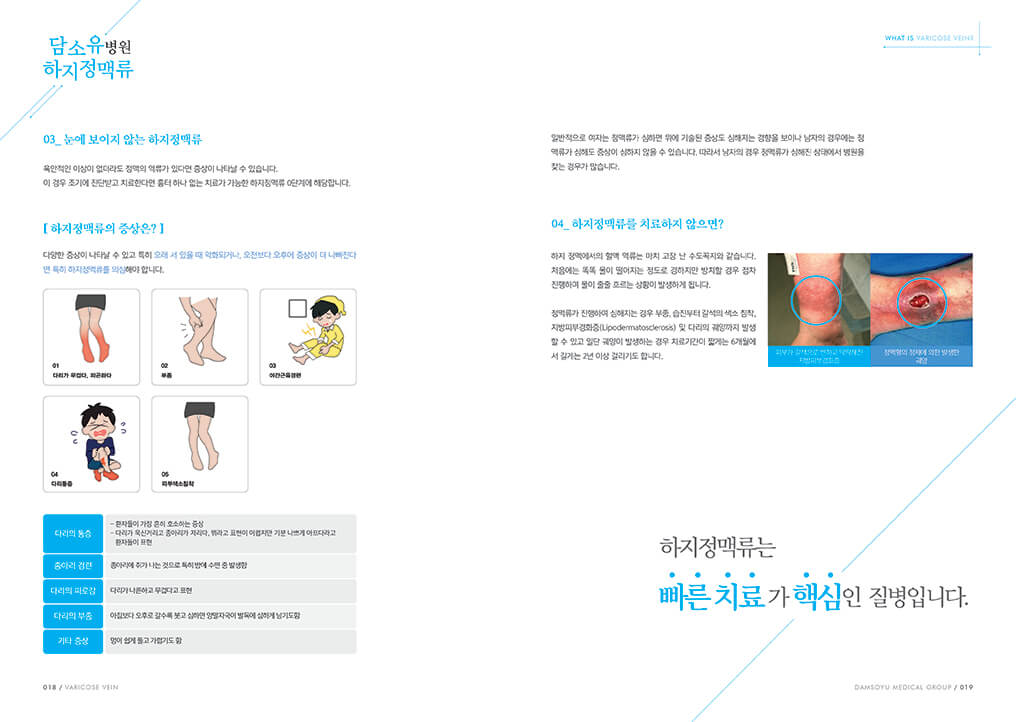 담소유병원
하지정맥류
WHAT IS VARICOSE VEIN?
03_ 눈에 보이지 않는 하지정맥류
육안적인 이상이 없더라도 정맥의 역류가 있다면 증상이 나타날 수 있습니다.
이 경우 조기에 진단받고 치료한다면 흉터 하나 없는 치료가 가능한 하지정맥류 0단계에 해당합니다.
[ 하지정맥류의 증상은? ]
다양한 증상이 나타날 수 있고 특히 오래 서 있을 때 악화되거나, 오전보다 오후에 증상이 더 나빠진다
면 특히 하지정맥류를 의심해야 합니다.
01
다리가 무겁다, 피곤하다
02
부종
03
야간근육경련
04
다리통증
05
피부색소침착
다리의 통증
- 환자들이 가장 흔히 호소하는 증상
- 다리가 욱신거리고 종아리가 저리다, 뭐라고 표현이 어렵지만 기분 나쁘게 아프다라고
환자들이 표현
종아리 경련
종아리에 쥐가 나는 것으로 특히 밤에 수면 중 발생함
다리의 피로감
다리가 나른하고 무겁다고 표현
다리의 부종
아침보다 오후로 갈수록 붓고 심하면 양말자국이 발목에 심하게 남기도함
기타 증상
멍이 쉽게 들고 가렵기도 함
018 / VARICOSE VEIN
일반적으로 여자는 정맥류가 심하면 위에 기술된 증상도 심해지는 경향을 보이나 남자의 경우에는 정
맥류가 심해도 증상이 심하지 않을 수 있습니다. 따라서 남자의 경우 정맥류가 심해진 상태에서 병원을
찾는 경우가 많습니다.
04_ 하지정맥류를 치료하지 않으면?
하지 정맥에서의 혈액 역류는 마치 고장 난 수도꼭지와 같습니다.
처음에는 똑똑 물이 떨어지는 정도로 경하지만 방치할 경우 점차
진행하여 물이 줄줄 흐르는 상황이 발생하게 됩니다.
정맥류가 진행하여 심해지는 경우 부종, 습진부터 갈색의 색소 침착,
지방피부경화증(Lipodermatosclerosis) 및 다리의 궤양까지 발생
할 수 있고 일단 궤양이 발생하는 경우 치료기간이 짧게는 6개월에
서 길게는 2년 이상 걸리기도 합니다.
피부가 갈색으로 변하고 딱딱해진
지방피부경화증
정맥혈의 정체에 의한 발생한
궤양
하지정맥류는
빠른 치료가 핵심인 질병입니다.
DAMSOYU MEDICAL GROUP / 019